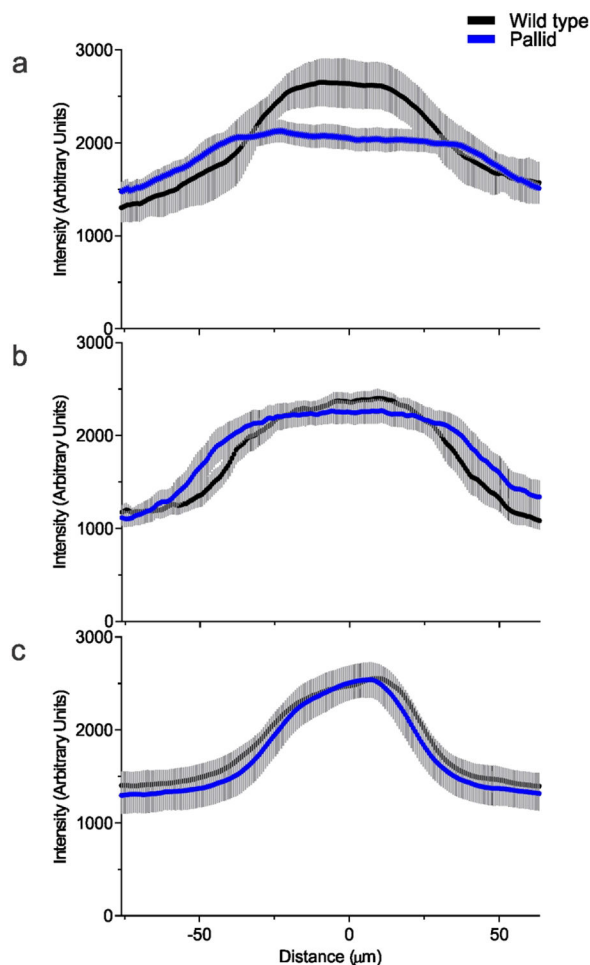 Wild type
Pallid
a
3000
2000
1000
0
Intensity (Arbitrary Units)
b
3000
2000
1000
0
Intensity (Arbitrary Units)
c
3000
2000
1000
0
Intensity (Arbitrary Units)
-50
0
50
Distance (µm)